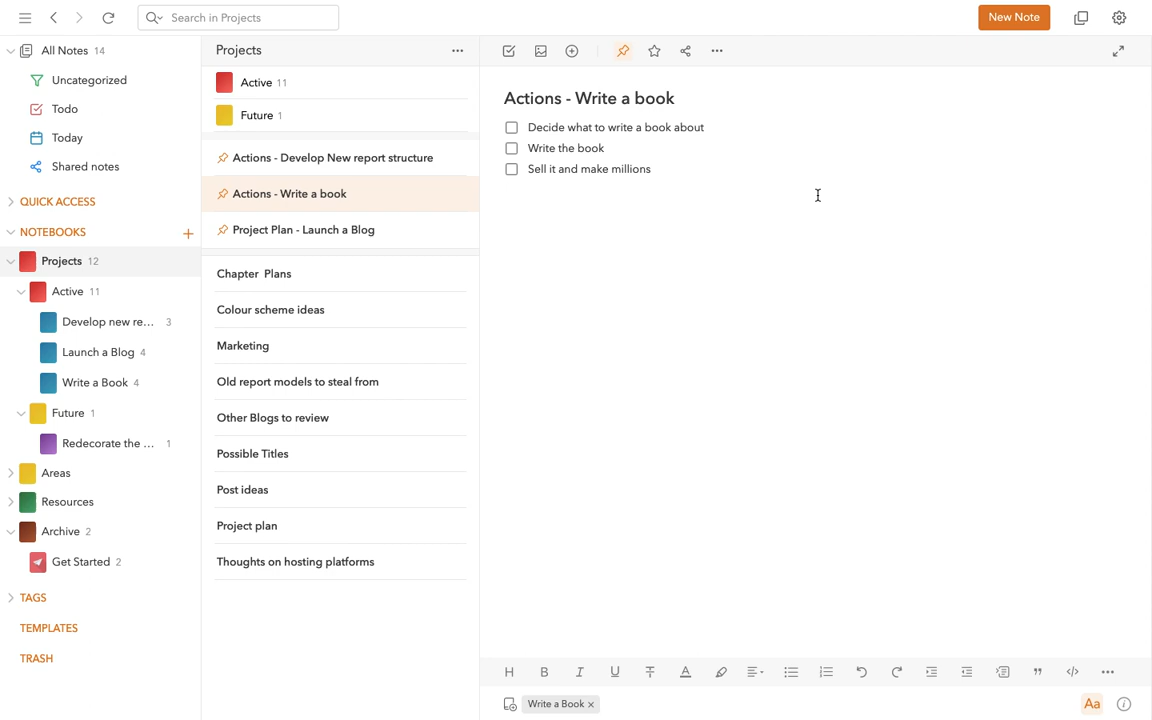 Search in Projects
New Note
All Notes 14
Uncategorized
Todo
Today
Shared notes
QUICK ACCESS
NOTEBOOKS
Projects 12
Active 11
Develop new re... 3
Launch a Blog 4
Write a Book 4
Future 1
Redecorate the ... 1
Areas
Resources
Archive 2
Get Started 2
TAGS
TEMPLATES
TRASH
Projects
Active 11
Future 1
Actions - Develop New report structure
Actions - Write a book
Project Plan - Launch a Blog
Chapter Plans
Colour scheme ideas
Marketing
Old report models to steal from
Other Blogs to review
Possible Titles
Post ideas
Project plan
Thoughts on hosting platforms
Actions - Write a book
Decide what to write a book about
Write the book
Sell it and make millions
H B I U T A
Write a Book
Aa